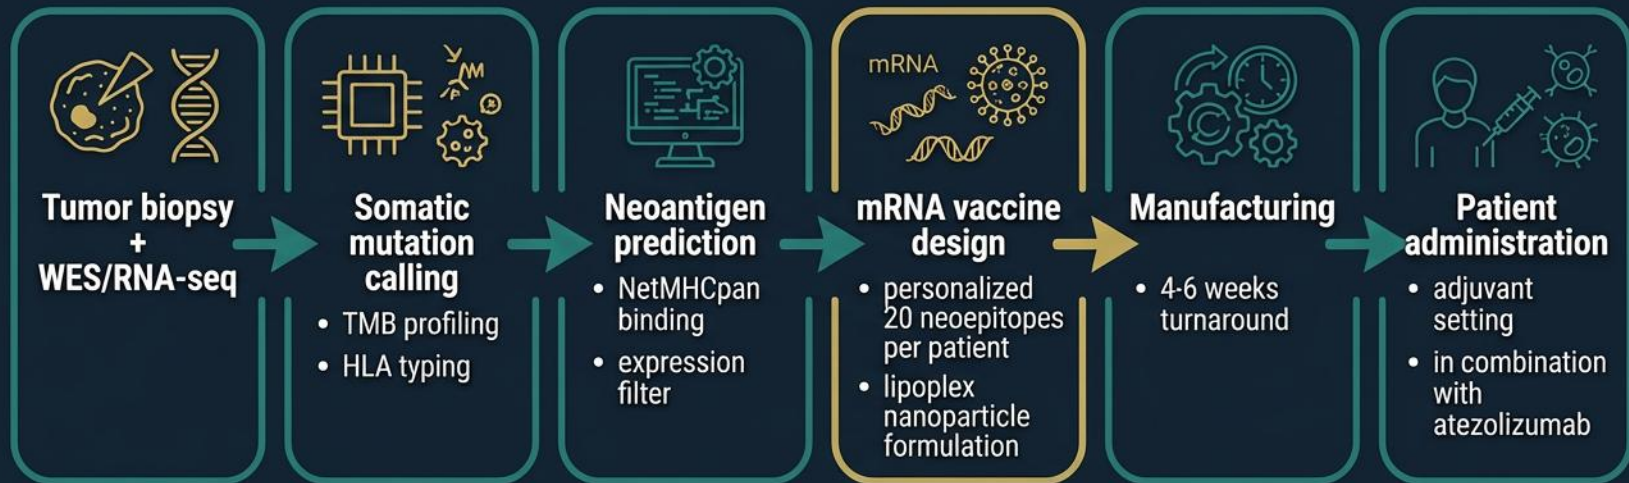 Tumor biopsy
+
WES/RNA-seq
Somatic
mutation
calling
• TMB profiling
• HLA typing
Neoantigen
prediction
• NetMHCpan
binding
• expression
filter
mRNA
mRNA vaccine
design
• personalized
20 neoepitopes
per patient
• lipoplex
nanoparticle
formulation
Manufacturing
• 4-6 weeks
turnaround
Patient
administration
• adjuvant
setting
• in combination
with
atezolizumab